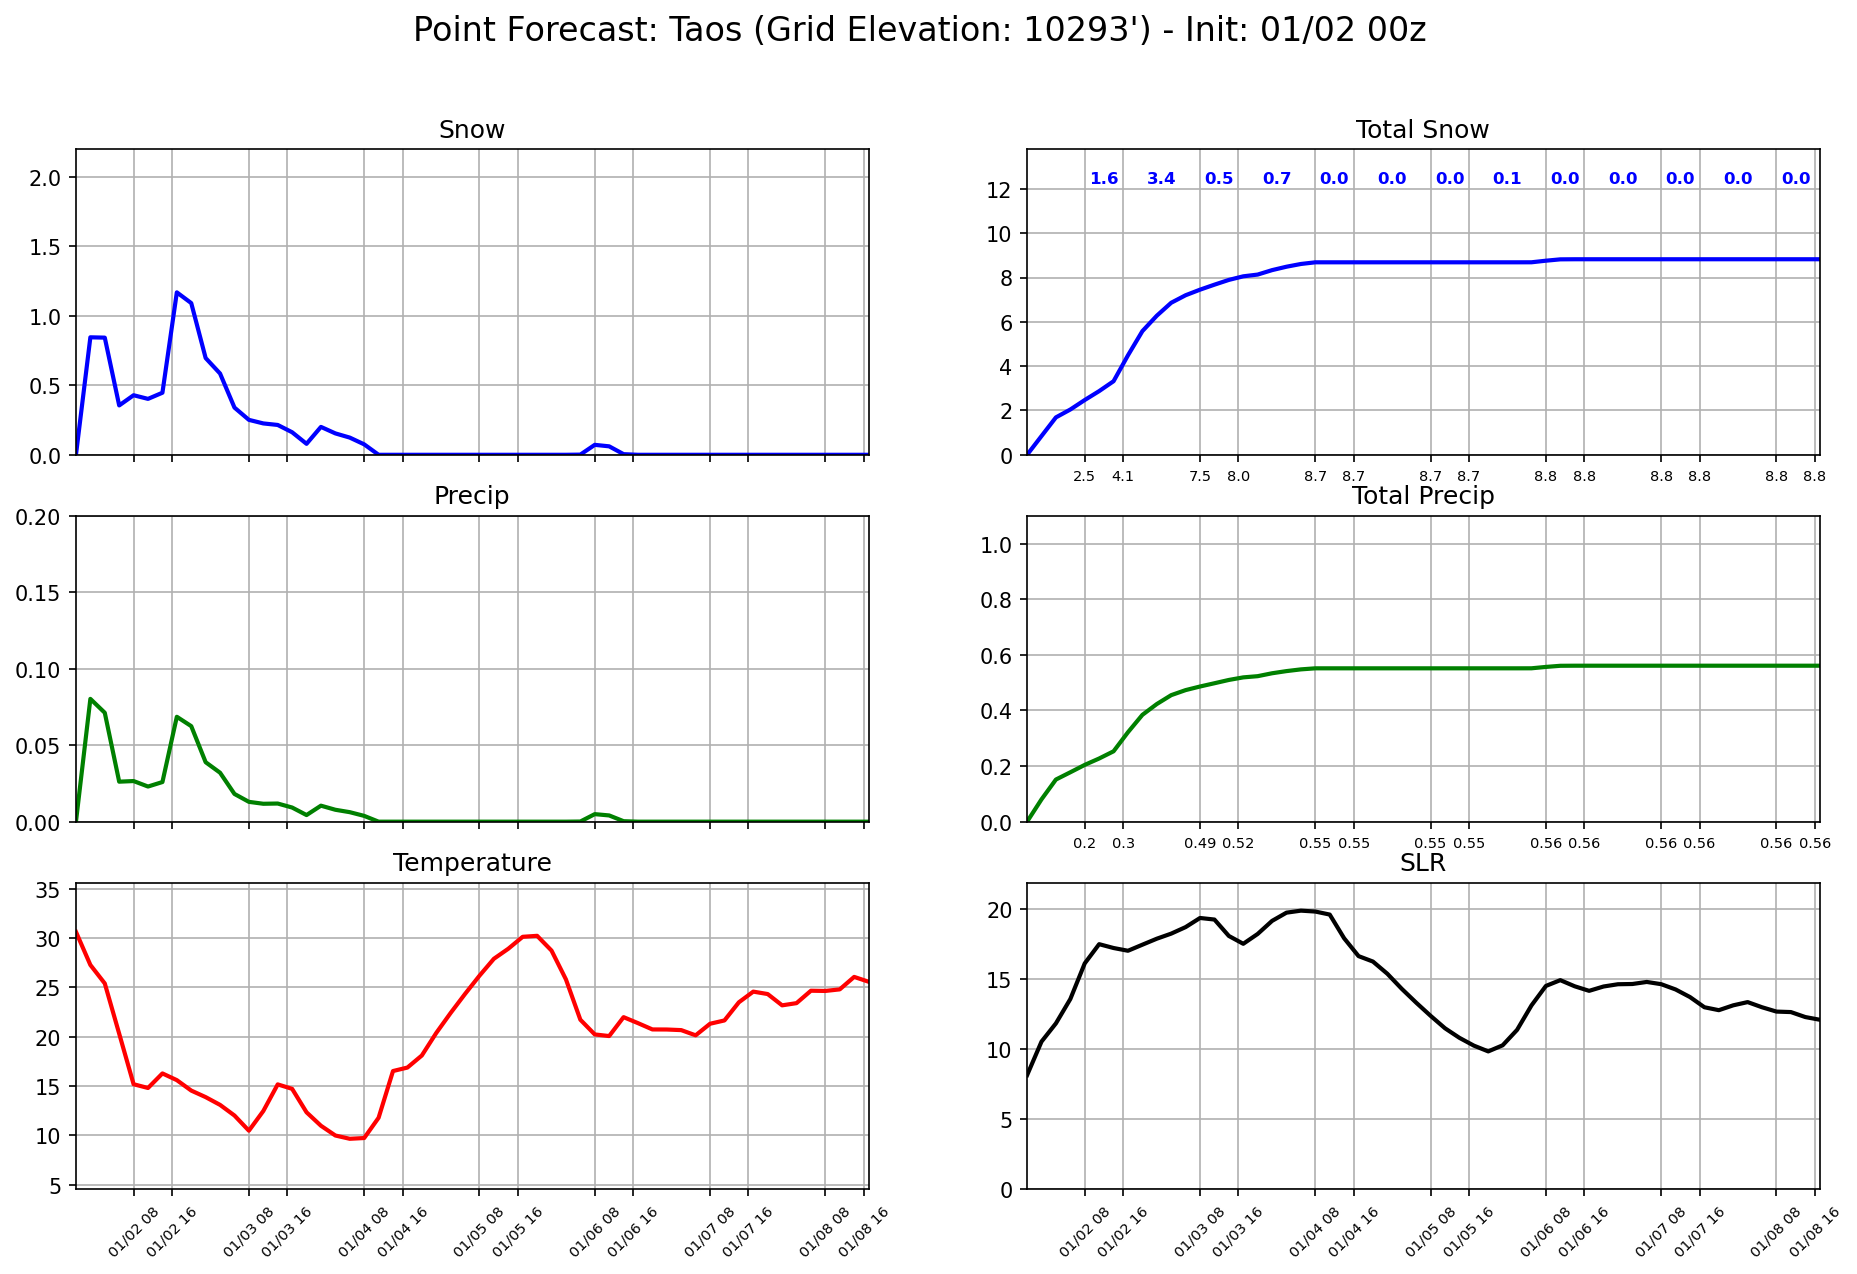 Point Forecast: Taos (Grid Elevation: 10293') - Init: 01/02 00z
Snow
2.0
1.5
1.0
0.5
0.0
Total Snow
1.6 3.4 0.5 0.7 0.0 0.0 0.0 0.1 0.0 0.0 0.0 0.0 0.0
12
10
8
6
4
2
0
2.5 4.1 7.5 8.0 8.7 8.7 8.7 8.7 8.8 8.8 8.8 8.8 8.8 8.8
Precip
0.20
0.15
0.10
0.05
0.00
Total Precip
1.0
0.8
0.6
0.4
0.2
0.0
0.2 0.3 0.49 0.52 0.55 0.55 0.55 0.55 0.56 0.56 0.56 0.56 0.56 0.56
Temperature
35
30
25
20
15
10
5
01/02 08 01/02 16 01/03 08 01/03 16 01/04 08 01/04 16 01/05 08 01/05 16 01/06 08 01/06 16 01/07 08 01/07 16 01/08 08 01/08 16
SLR
20
15
10
5
0
01/02 08 01/02 16 01/03 08 01/03 16 01/04 08 01/04 16 01/05 08 01/05 16 01/06 08 01/06 16 01/07 08 01/07 16 01/08 08 01/08 16